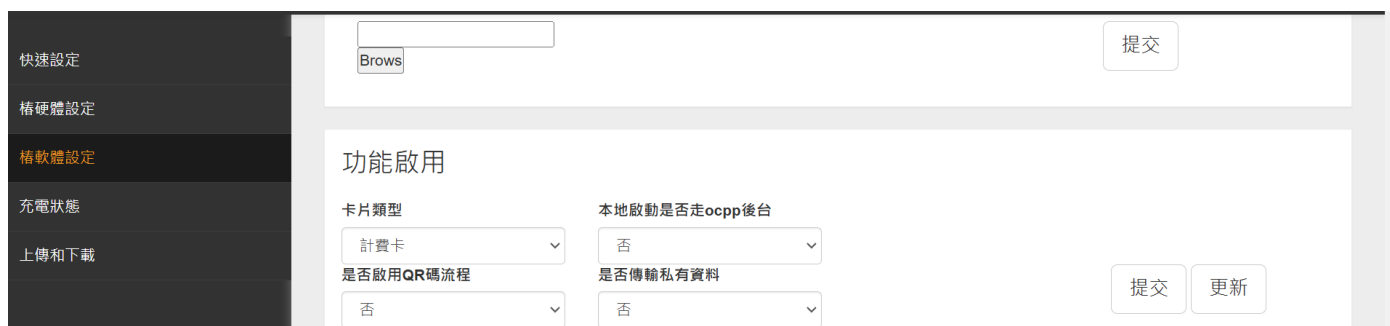 快速設定
樁硬體設定
樁軟體設定
充電狀態
上傳和下載
Brows
提交
功能啟用
卡片類型
本地啟動是否走ocpp後台
計費卡
否
是否啟用QR碼流程
是否傳輸私有資料
否
否
提交
更新